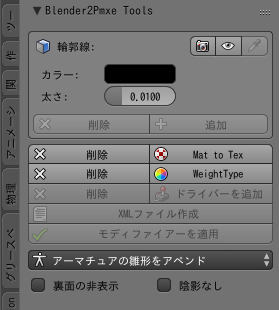 Blender2Pmxe Tools
輪郭線:
カラー:
太さ: 0.0100
削除 追加
削除 Mat to Tex
削除 WeightType
削除 ドライバーを追加
XMLファイル作成
モディファイアーを適用
アーマチュアの雛形をアペンド
裏面の非表示 陰影なし
ツー
作
関
アニメーシ
物理
グリースペ
on